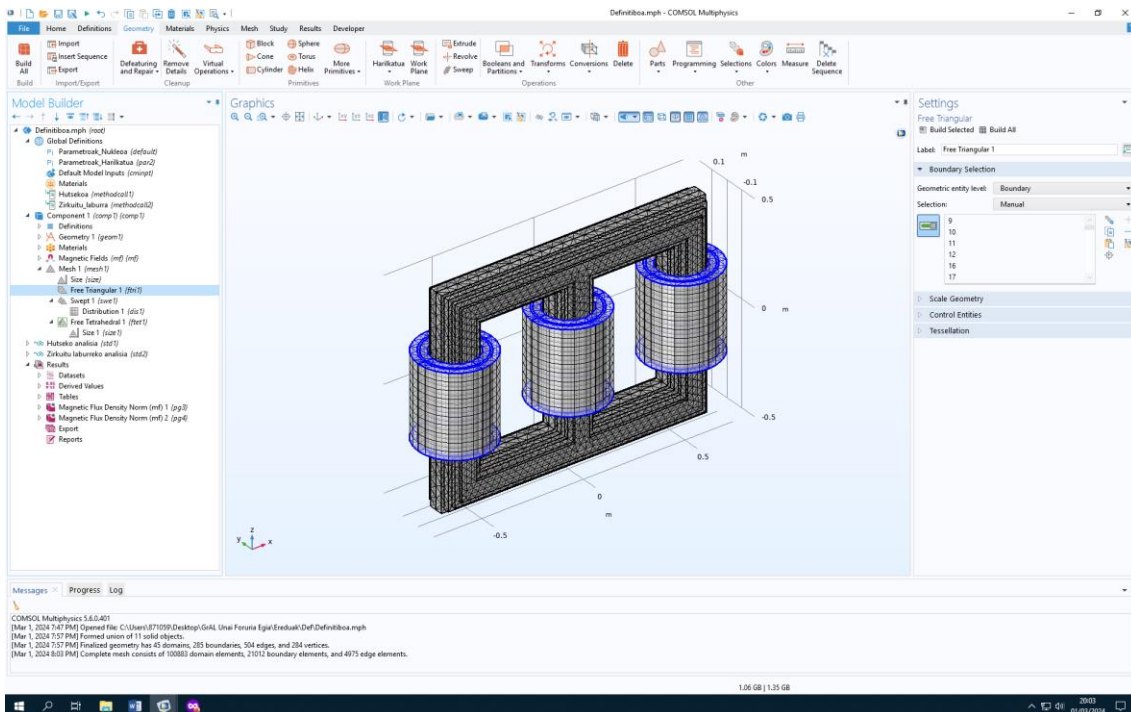 Definitiboa.mph - COMSOL Multiphysics
File Home Definitions Geometry Materials Physics Mesh Study Results Developer
Build All
Import
Insert Sequence
Export
Defeaturing and Repair
Remove Details
Virtual Operations
Block
Cone
Cylinder
Sphere
Torus
Helix
More Primitives
Harilkatua
Work Plane
Extrude
Revolve
Sweep
Booleans and Partitions
Transforms
Conversions
Delete
Parts
Programming
Selections
Colors
Measure
Delete Sequence
Build Import/Export Cleanup Primitives Work Plane Operations Other
Model Builder
Definitiboa.mph (root)
Global Definitions
Pi Parametroak_Nukleoa (default)
Pi Parametroak_Harilkatua (par2)
Default Model Inputs (cminpt)
Materials
Hutsekoa (methodcall1)
Zirkuitu_laburra (methodcall2)
Component 1 (comp1) (comp1)
Definitions
Geometry 1 (geom1)
Materials
Magnetic Fields (mf) (mf)
Mesh 1 (mesh1)
Size (size)
Free Triangular 1 (ftri1)
Swept 1 (swe1)
Distribution 1 (dis1)
Free Tetrahedral 1 (ftet1)
Size 1 (size1)
Hutseko analisia (std1)
Zirkuitu laburreko analisia (std2)
Results
Datasets
Derived Values
Tables
Magnetic Flux Density Norm (mf) 1 (pg3)
Magnetic Flux Density Norm (mf) 2 (pg4)
Export
Reports
Graphics
0.1
m
-0.1
0.5
0
m
-0.5
0.5
0
m
-0.5
z
y
x
Settings
Free Triangular
Build Selected Build All
Label: Free Triangular 1
Boundary Selection
Geometric entity level: Boundary
Selection: Manual
9
10
11
12
16
17
Scale Geometry
Control Entities
Tessellation
Messages Progress Log
COMSOL Multiphysics 5.6.0.401
[Mar 1, 2024 7:47 PM] Opened file: C:\Users\871059\Desktop\GrAL Unai Foruria Egia\Ereduak\Def\Definitiboa.mph
[Mar 1, 2024 7:57 PM] Formed union of 11 solid objects.
[Mar 1, 2024 7:57 PM] Finalized geometry has 45 domains, 285 boundaries, 504 edges, and 284 vertices.
[Mar 1, 2024 8:03 PM] Complete mesh consists of 100883 domain elements, 21012 boundary elements, and 4975 edge elements.
1.06 GB | 1.35 GB
20:03
01/03/2024